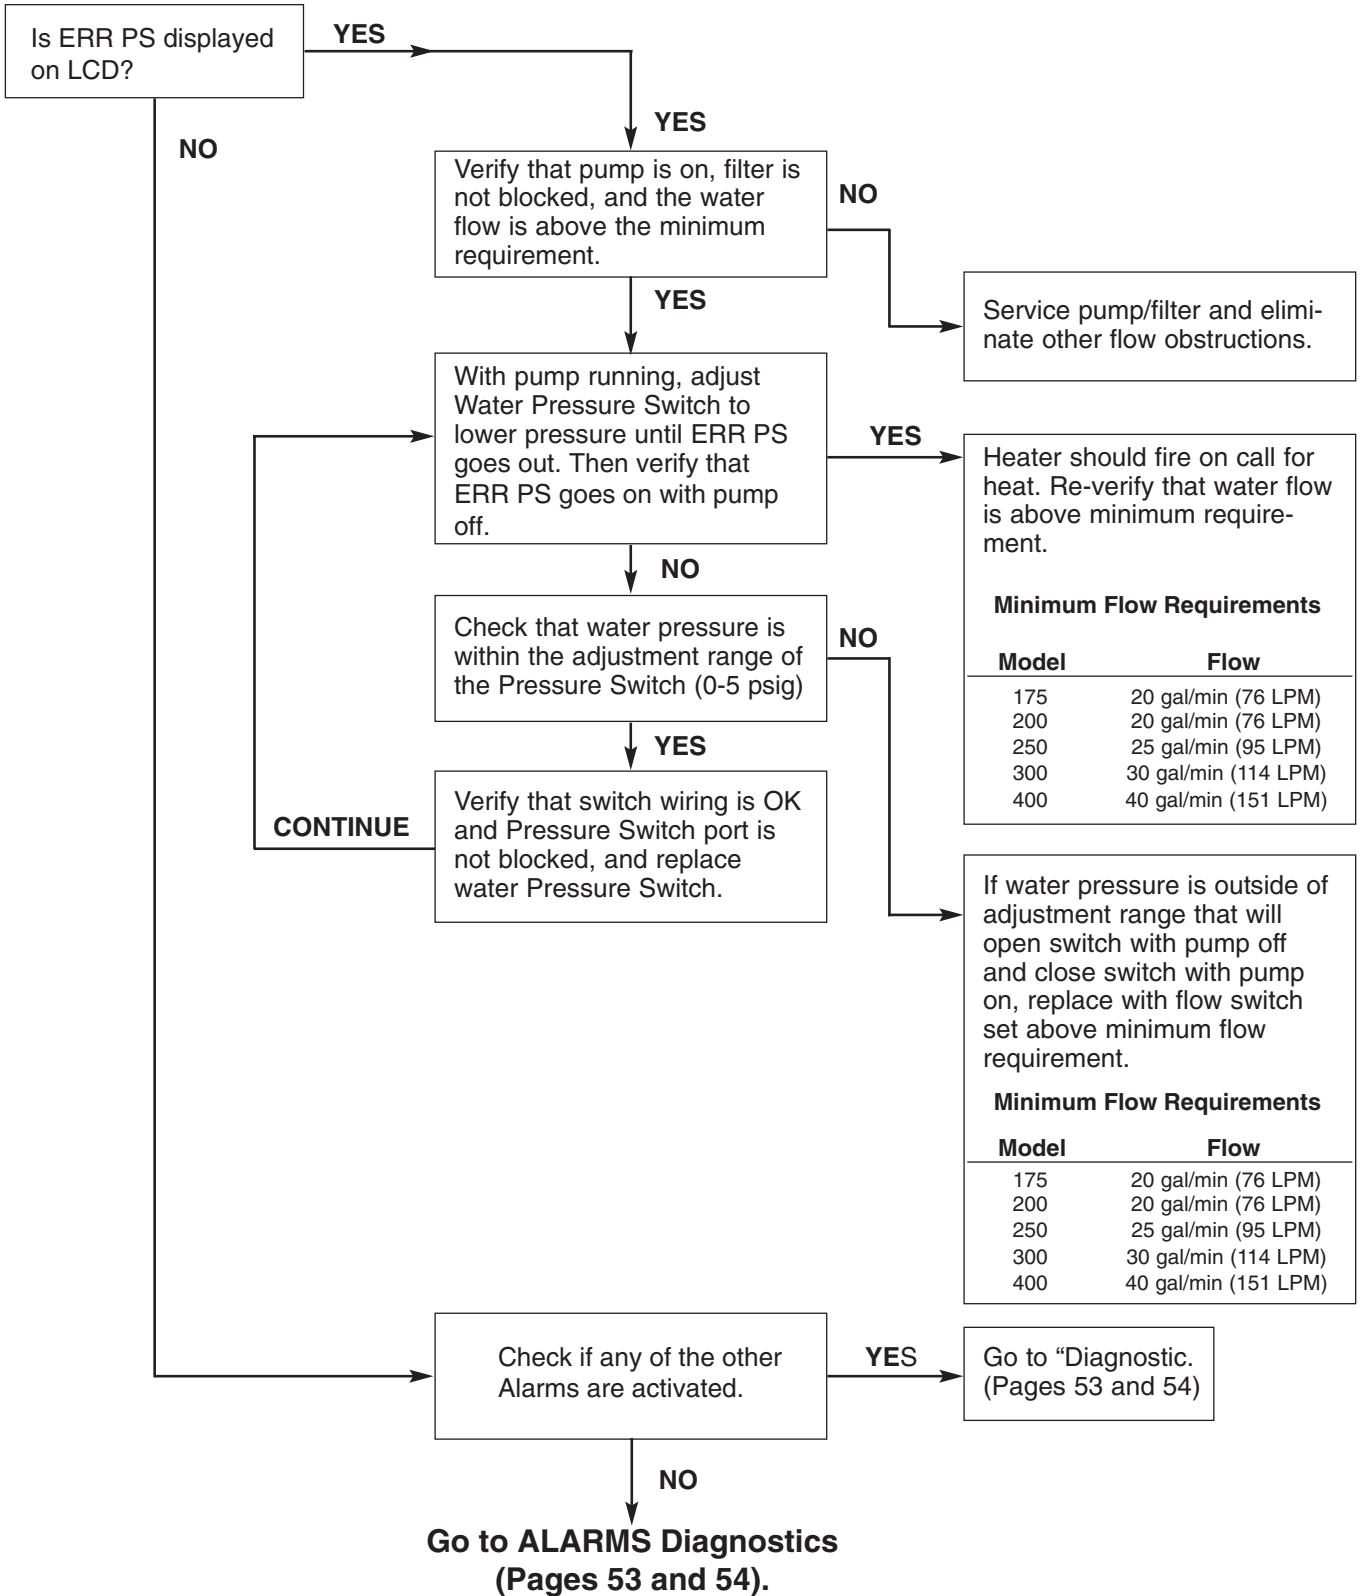 Is ERR PS displayed
on LCD?
YES
NO
YES
Verify that pump is on, filter is
not blocked, and the water
flow is above the minimum
requirement.
NO
YES
Service pump/filter and elimi-
nate other flow obstructions.
With pump running, adjust
Water Pressure Switch to
lower pressure until ERR PS
goes out. Then verify that
ERR PS goes on with pump
off.
YES
Heater should fire on call for
heat. Re-verify that water flow
is above minimum require-
ment.
Minimum Flow Requirements
Model Flow
175 20 gal/min (76 LPM)
200 20 gal/min (76 LPM)
250 25 gal/min (95 LPM)
300 30 gal/min (114 LPM)
400 40 gal/min (151 LPM)
NO
Check that water pressure is
within the adjustment range of
the Pressure Switch (0-5 psig)
NO
YES
Verify that switch wiring is OK
and Pressure Switch port is
not blocked, and replace
water Pressure Switch.
CONTINUE
If water pressure is outside of
adjustment range that will
open switch with pump off
and close switch with pump
on, replace with flow switch
set above minimum flow
requirement.
Minimum Flow Requirements
Model Flow
175 20 gal/min (76 LPM)
200 20 gal/min (76 LPM)
250 25 gal/min (95 LPM)
300 30 gal/min (114 LPM)
400 40 gal/min (151 LPM)
Check if any of the other
Alarms are activated.
YES
Go to “Diagnostic.
(Pages 53 and 54)
NO
Go to ALARMS Diagnostics
(Pages 53 and 54).